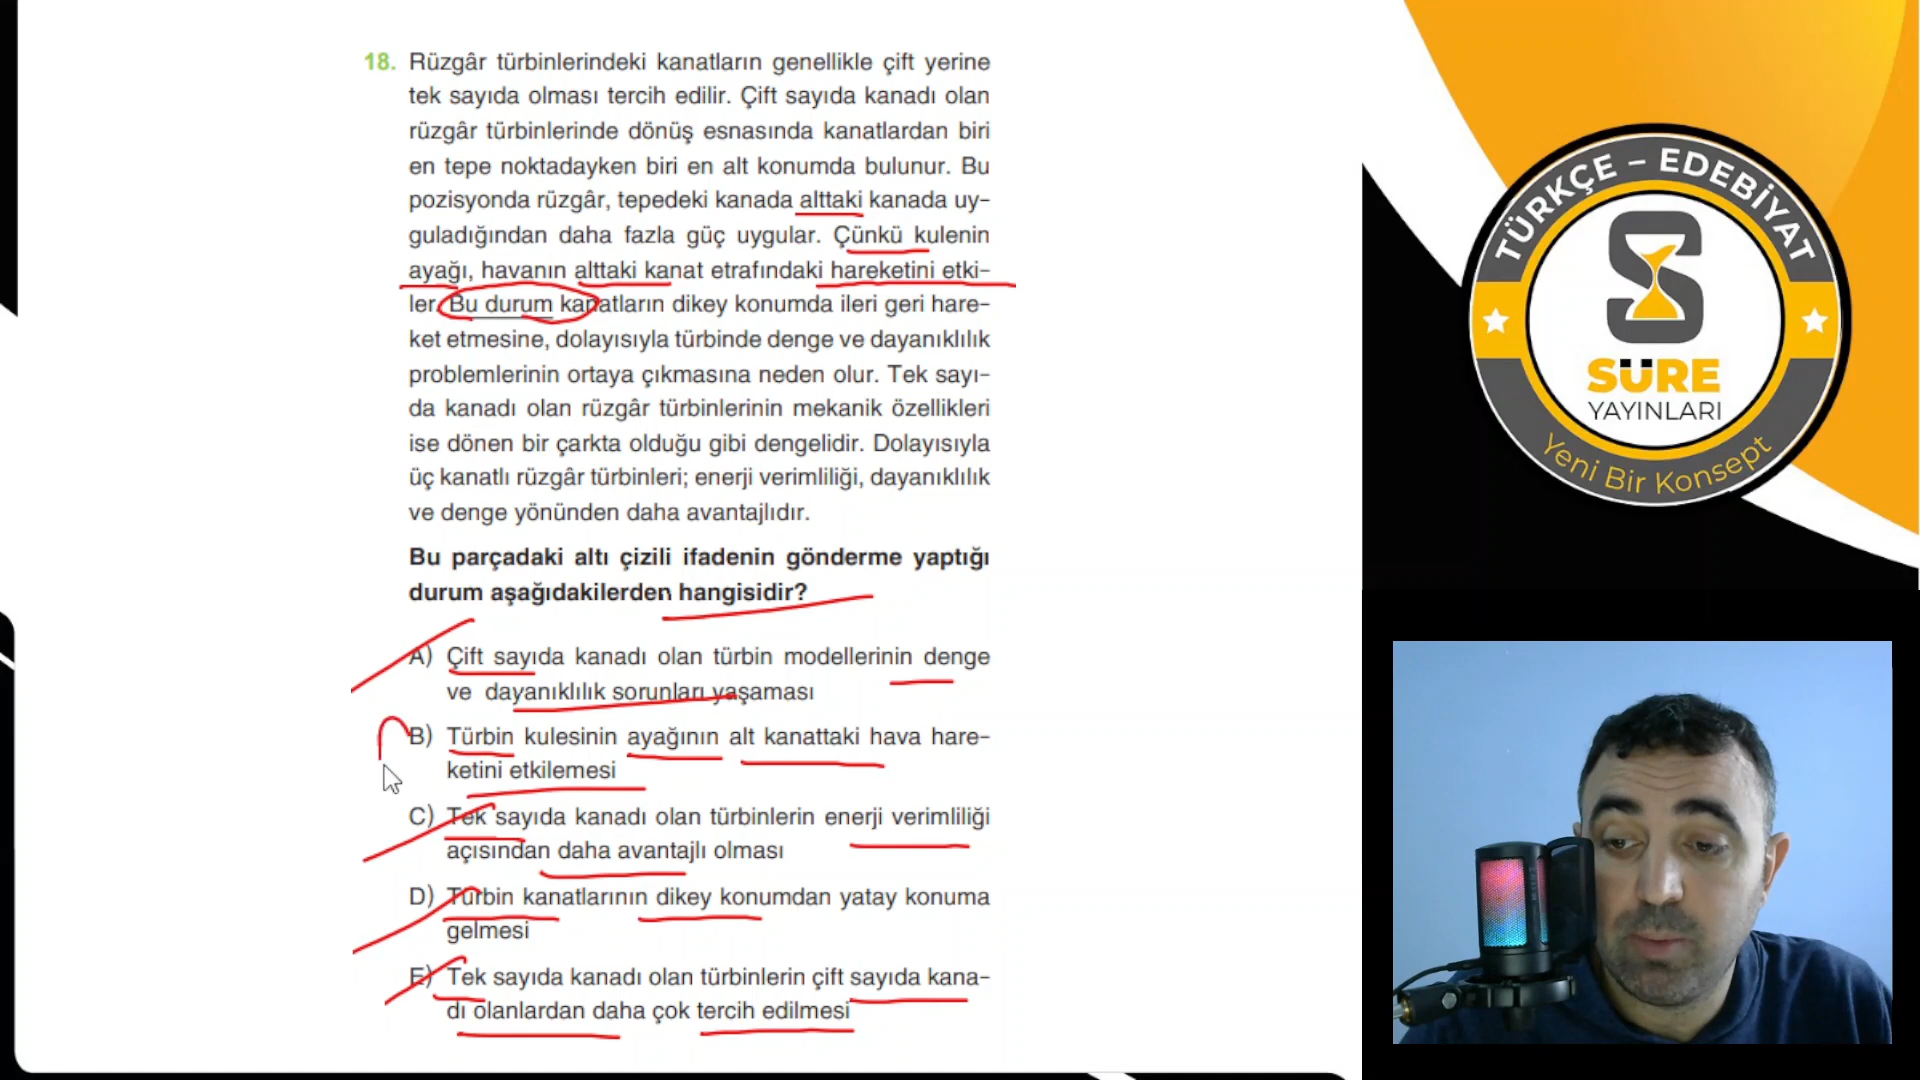 18. Rüzgâr türbinlerindeki kanatların genellikle çift yerine
tek sayıda olması tercih edilir. Çift sayıda kanadı olan
rüzgâr türbinlerinde dönüş esnasında kanatlardan biri
en tepe noktadayken biri en alt konumda bulunur. Bu
pozisyonda rüzgâr, tepedeki kanada alttaki kanada uy-
guladığından daha fazla güç uygular. Çünkü kulenin
ayağı, havanın alttaki kanat etrafındaki hareketini etki-
ler. Bu durum kanatların dikey konumda ileri geri hare-
ket etmesine, dolayısıyla türbinde denge ve dayanıklılık
problemlerinin ortaya çıkmasına neden olur. Tek sayı-
da kanadı olan rüzgâr türbinlerinin mekanik özellikleri
ise dönen bir çarkta olduğu gibi dengelidir. Dolayısıyla
üç kanatlı rüzgâr türbinleri; enerji verimliliği, dayanıklılık
ve denge yönünden daha avantajlıdır.
Bu parçadaki altı çizili ifadenin gönderme yaptığı
durum aşağıdakilerden hangisidir?
A) Çift sayıda kanadı olan türbin modellerinin denge
ve dayanıklılık sorunları yaşaması
B) Türbin kulesinin ayağının alt kanattaki hava hare-
ketini etkilemesi
C) Tek sayıda kanadı olan türbinlerin enerji verimliliği
açısından daha avantajlı olması
D) Türbin kanatlarının dikey konumdan yatay konuma
gelmesi
E) Tek sayıda kanadı olan türbinlerin çift sayıda kana-
dı olanlardan daha çok tercih edilmesi
TÜRKÇE – EDEBİYAT
S
SÜRE
YAYINLARI
Yeni Bir Konsept